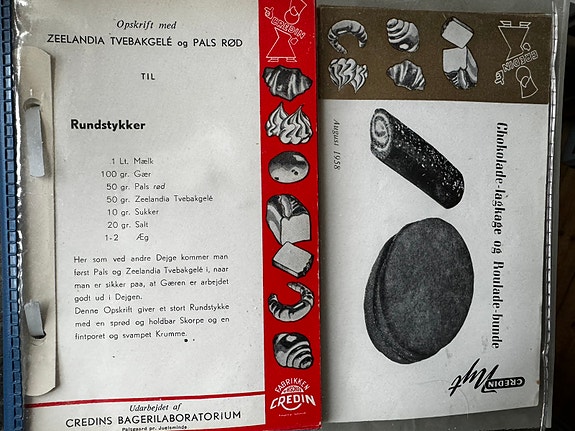 Opskrift med
ZEELANDIA TVEBAKGELÉ og PALS RØD
TIL
Rundstykker
1 Lt. Mælk
100 gr. Gær
50 gr. Pals rød
50 gr. Zeelandia Tvebakgelé
10 gr. Sukker
20 gr. Salt
1-2 Æg
Her som ved andre Dejge kommer man
først Pals og Zeelandia Tvebakgelé i, naar
man er sikker paa, at Gæren er arbejdet
godt ud i Dejgen.
Denne Opskrift giver et stort Rundstykke
med en sprød og holdbar Skorpe og en
fintporet og svampet Krumme.
Udarbejdet af
CREDINS BAGERILABORATORIUM
Palsgaard pr. Juelsminde
CREDIN
FABRIKKEN
CREDIN
CREDIN
Chokolade-lagkage og Roulade-bunde
August 1958
CREDIN
Nyt